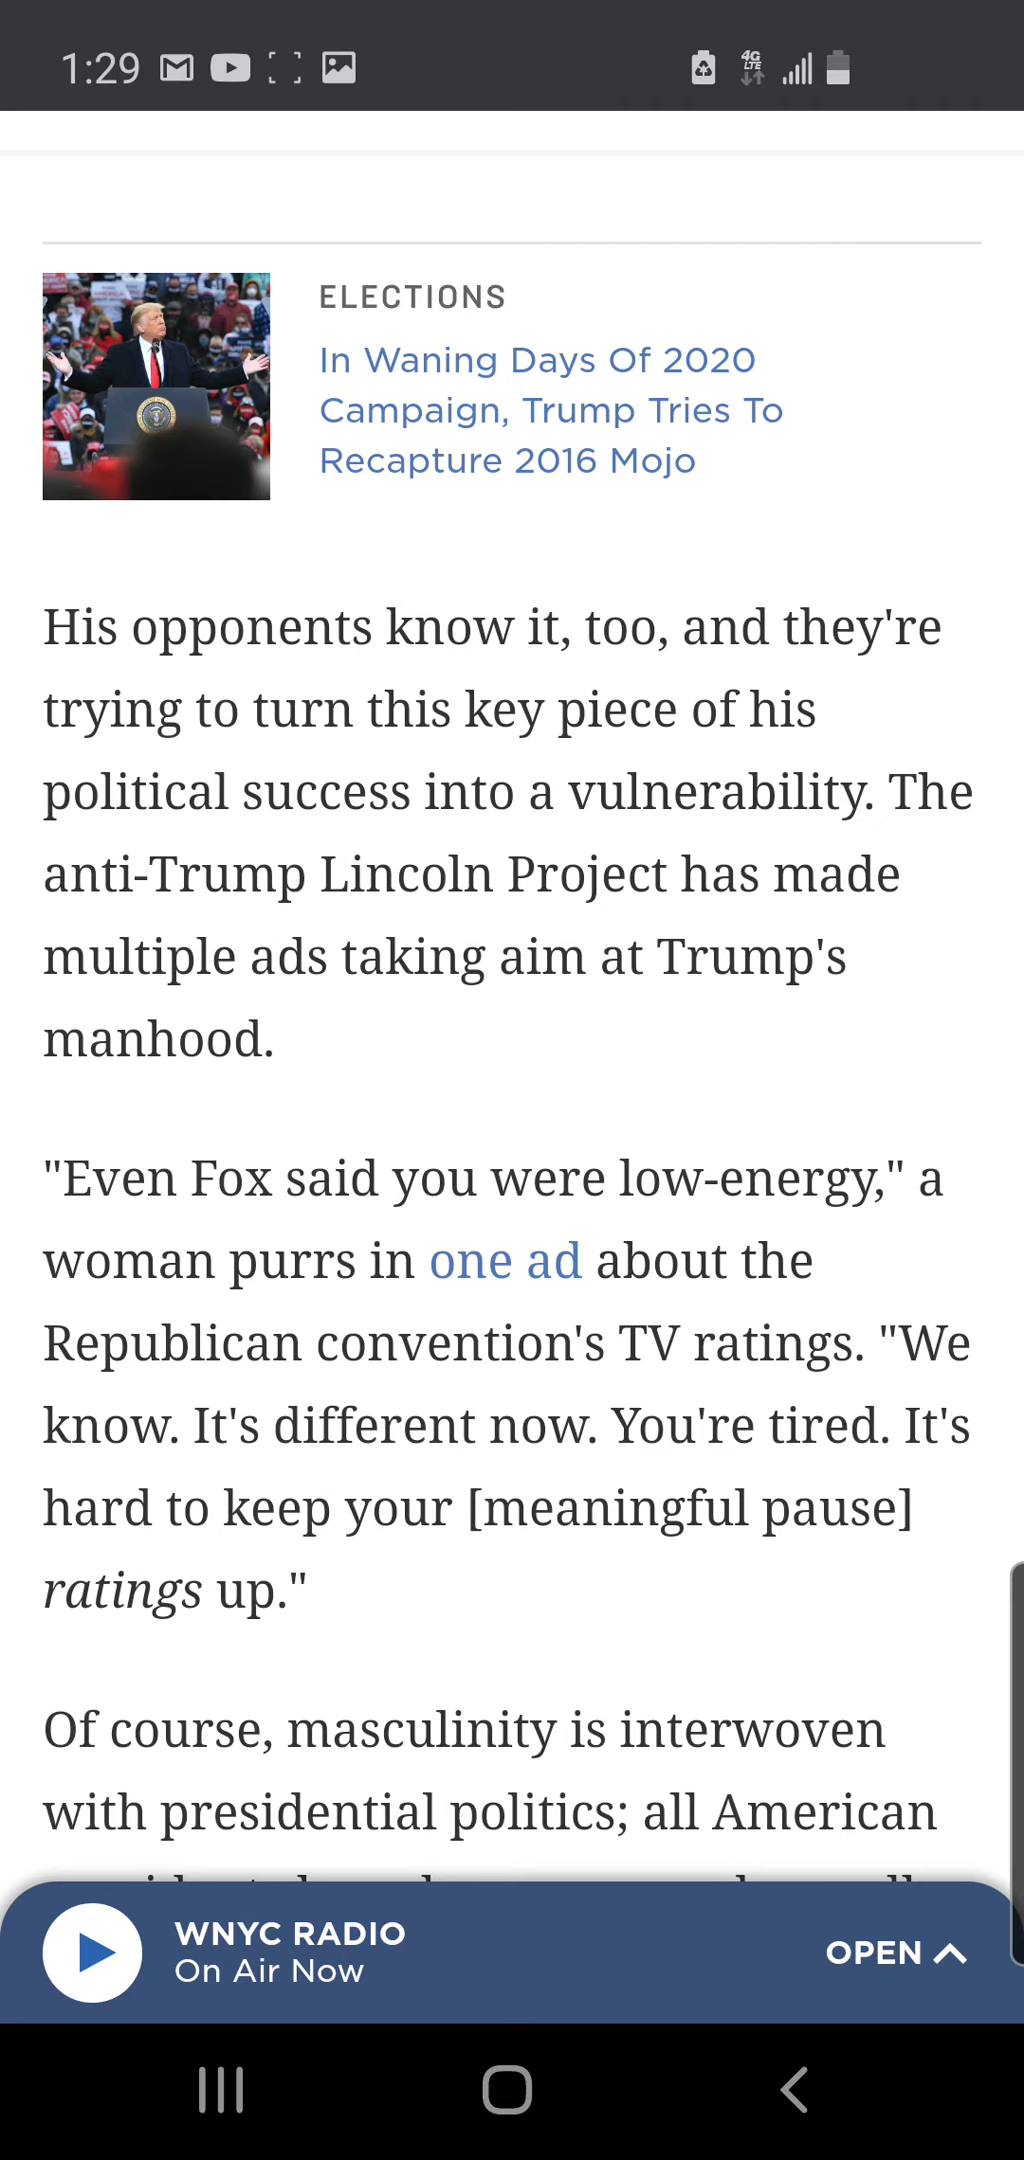 1:29
4G
LTE
ELECTIONS
In Waning Days Of 2020
Campaign, Trump Tries To
Recapture 2016 Mojo
His opponents know it, too, and they're
trying to turn this key piece of his
political success into a vulnerability. The
anti-Trump Lincoln Project has made
multiple ads taking aim at Trump's
manhood.
"Even Fox said you were low-energy," a
woman purrs in one ad about the
Republican convention's TV ratings. "We
know. It's different now. You're tired. It's
hard to keep your [meaningful pause]
ratings up."
Of course, masculinity is interwoven
with presidential politics; all American
WNYC RADIO
On Air Now
OPEN